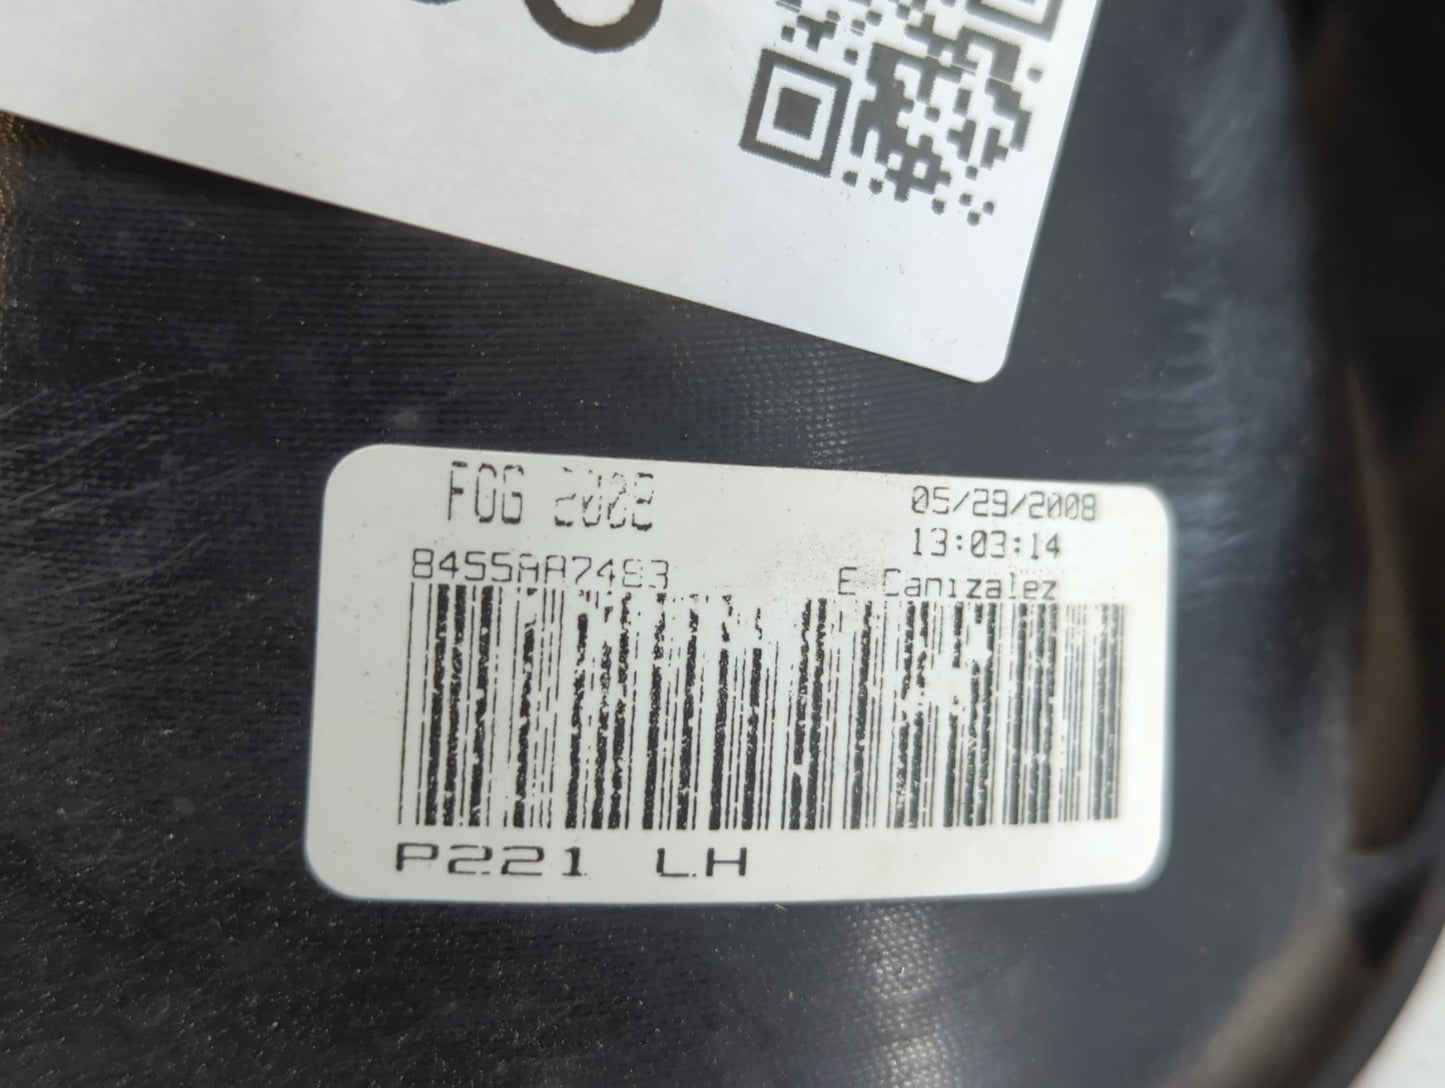 FOG 2008
05/29/2008
13:03:14
8455AA7483
E Canizalez
P221 LH